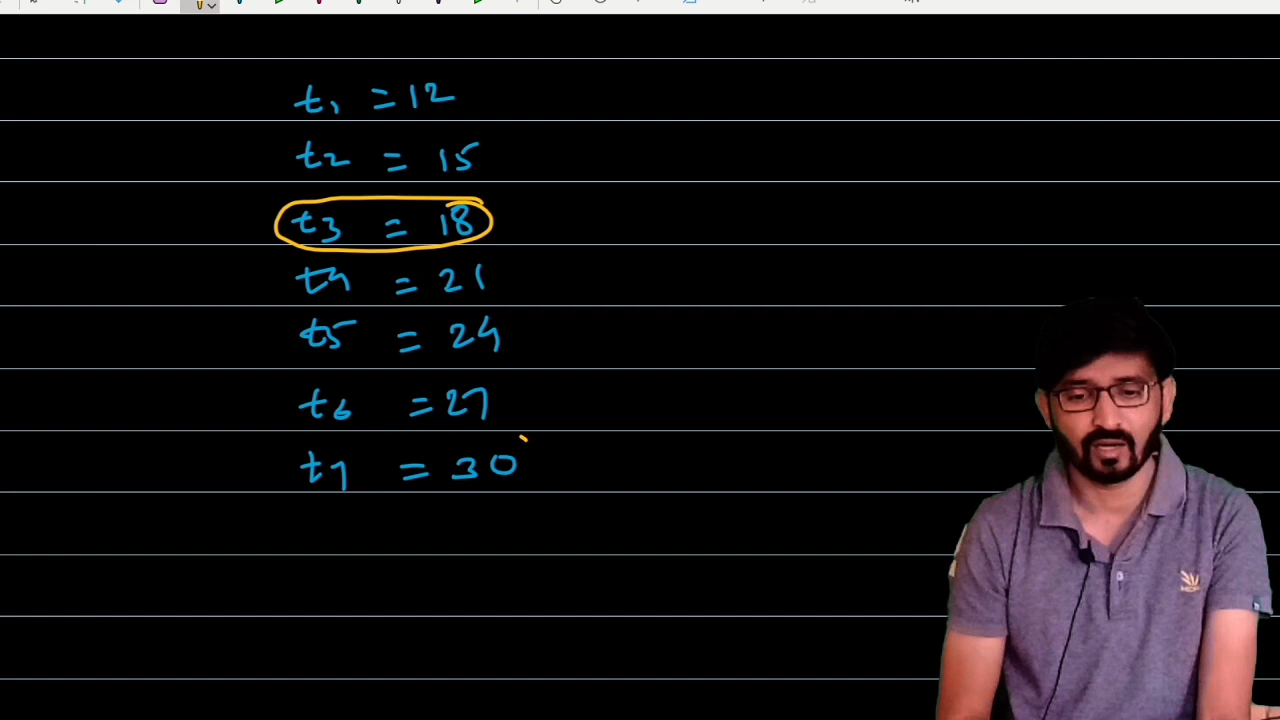 t₁ = 12
t2 = 15
t3 = 18
t4 = 21
t5 = 24
t6 = 27
t7 = 30